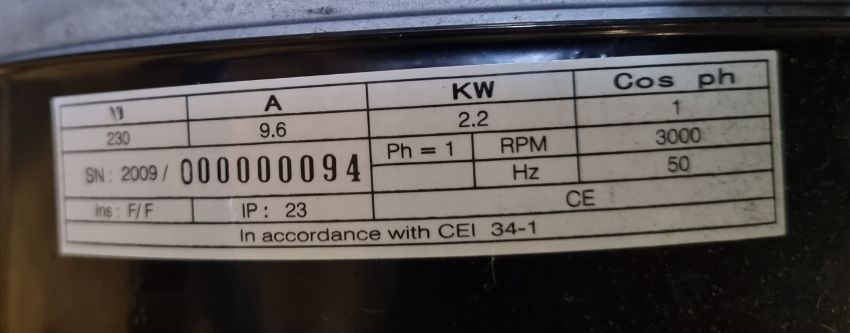 V A KW Cos ph
230 9.6 2.2 1
SN: 2009/ 000000094 Ph = 1 RPM 3000
Hz 50
Ins: F/F IP: 23 CE
In accordance with CEI 34-1